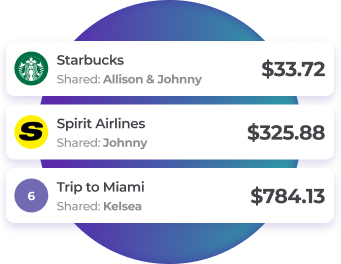 Starbucks
Shared: Allison & Johnny
$33.72
S
Spirit Airlines
Shared: Johnny
$325.88
6
Trip to Miami
Shared: Kelsea
$784.13